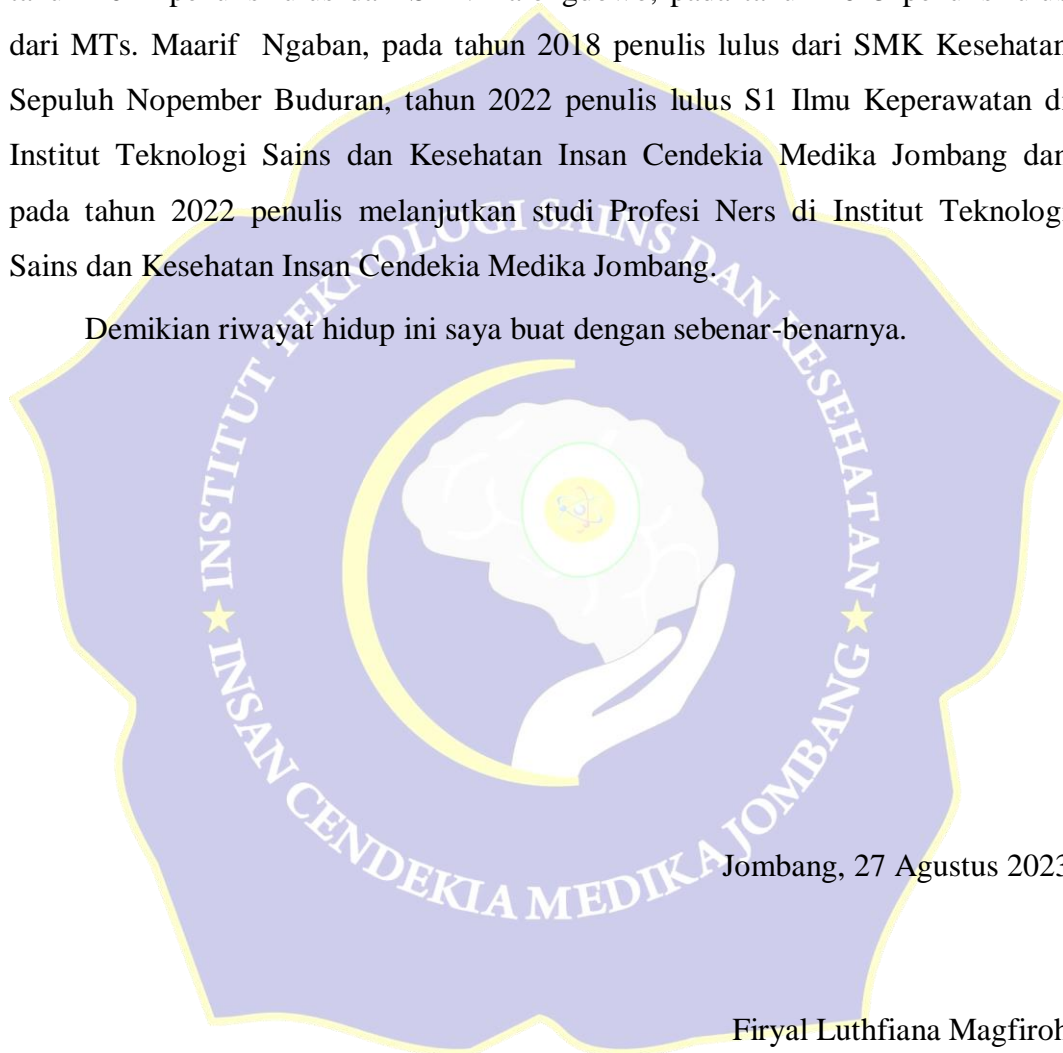 dari MTs. Maarif Ngaban, pada tahun 2018 penulis lulus dari SMK Kesehatan
Sepuluh Nopember Buduran, tahun 2022 penulis lulus S1 Ilmu Keperawatan di
Institut Teknologi Sains dan Kesehatan Insan Cendekia Medika Jombang dan
pada tahun 2022 penulis melanjutkan studi Profesi Ners di Institut Teknologi
Sains dan Kesehatan Insan Cendekia Medika Jombang.
Demikian riwayat hidup ini saya buat dengan sebenar-benarnya.
INSTITUT TEKNOLOGI SAINS DAN KESEHATAN
INSAN CENDEKIA MEDIKA JOMBANG
Jombang, 27 Agustus 2023
Firyal Luthfiana Magfiroh